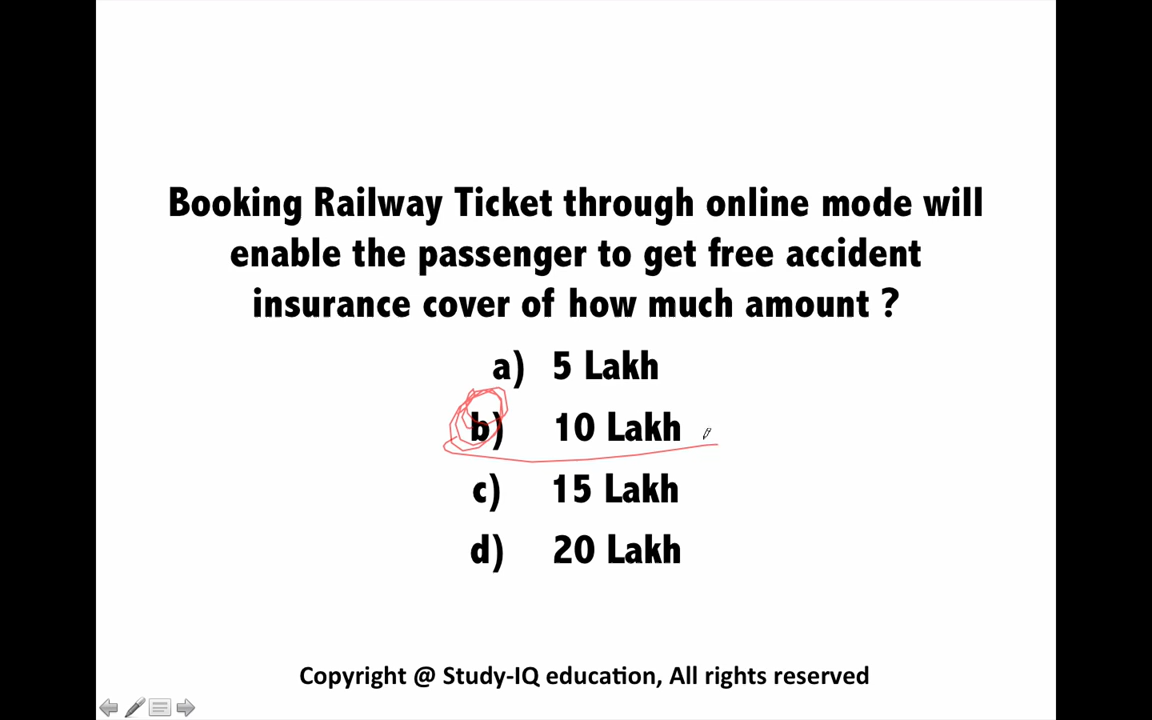 Booking Railway Ticket through online mode will
enable the passenger to get free accident
insurance cover of how much amount ?
a) 5 Lakh
b) 10 Lakh
c) 15 Lakh
d) 20 Lakh
Copyright @ Study-IQ education, All rights reserved